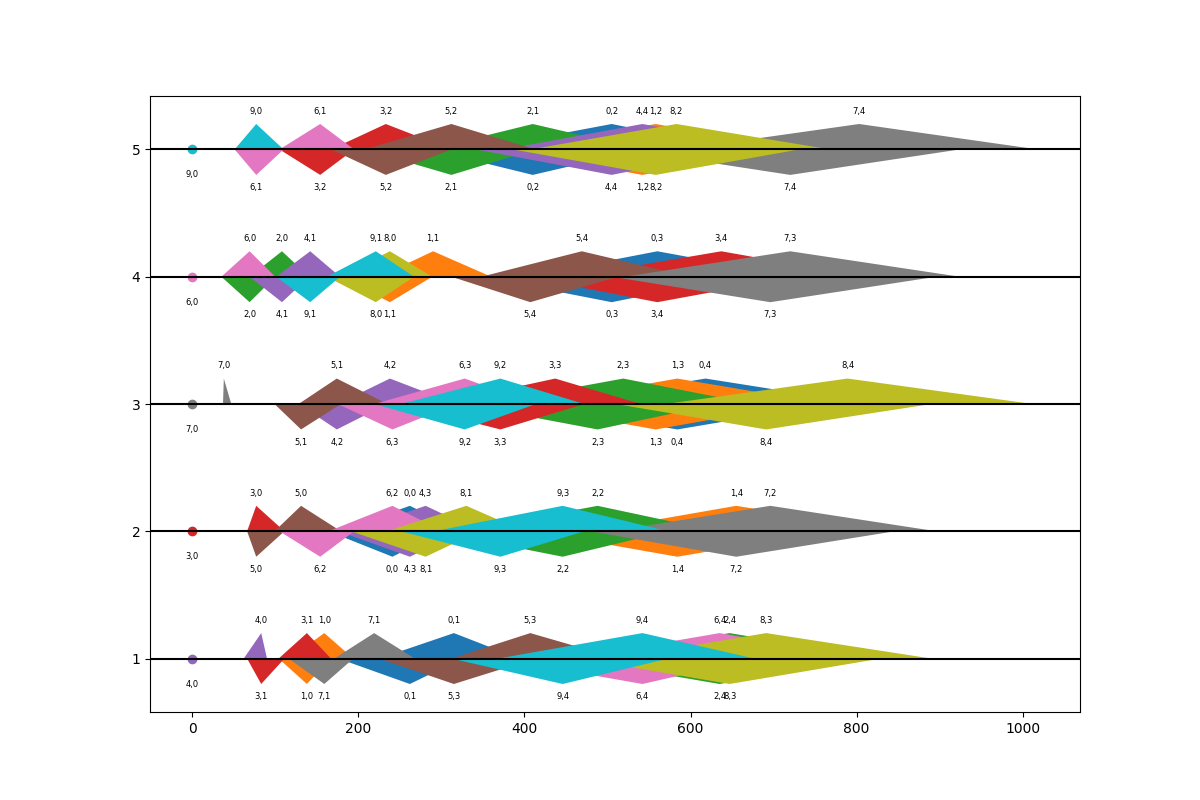 9,0 6,1 3,2 5,2 2,1 0,2 4,4 1,2 8,2 7,4
5
9,0
6,1 3,2 5,2 2,1 0,2 4,4 1,2 8,2 7,4
6,0 2,0 4,1 9,1 8,0 1,1 5,4 0,3 3,4 7,3
4
6,0
2,0 4,1 9,1 8,0 1,1 5,4 0,3 3,4 7,3
7,0 5,1 4,2 6,3 9,2 3,3 2,3 1,3 0,4 8,4
3
7,0
5,1 4,2 6,3 9,2 3,3 2,3 1,3 0,4 8,4
3,0 5,0 6,2 0,0 4,3 8,1 9,3 2,2 1,4 7,2
2
3,0
5,0 6,2 0,0 4,3 8,1 9,3 2,2 1,4 7,2
4,0 3,1 1,0 7,1 0,1 5,3 9,4 6,4 2,4 8,3
1
4,0
3,1 1,0 7,1 0,1 5,3 9,4 6,4 2,4 8,3
0 200 400 600 800 1000